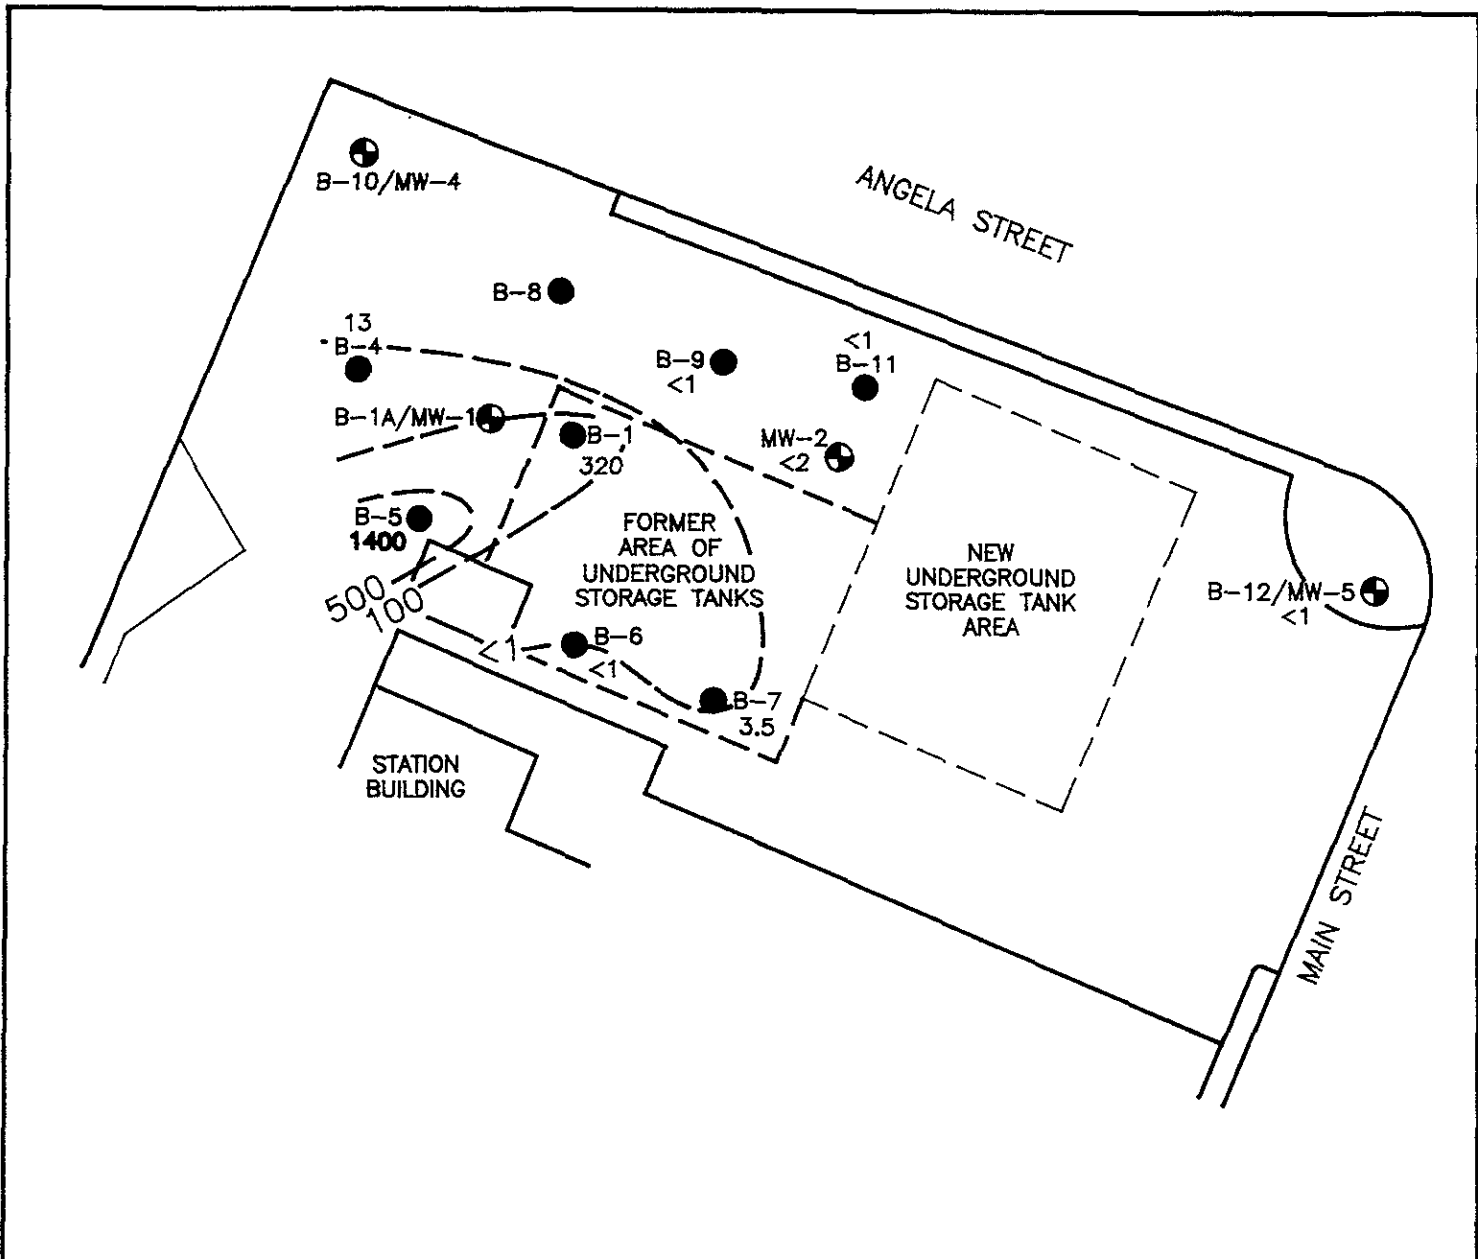 ANGELA STREET
B-10/MW-4
B-8
13
B-4
B-9
<1
<1
B-11
B-1A/MW-1
B-1
320
MW-2
<2
B-5
1400
FORMER
AREA OF
UNDERGROUND
STORAGE TANKS
NEW
UNDERGROUND
STORAGE TANK
AREA
B-12/MW-5
<1
500
100
<1
B-6
<1
B-7
3.5
STATION
BUILDING
MAIN STREET